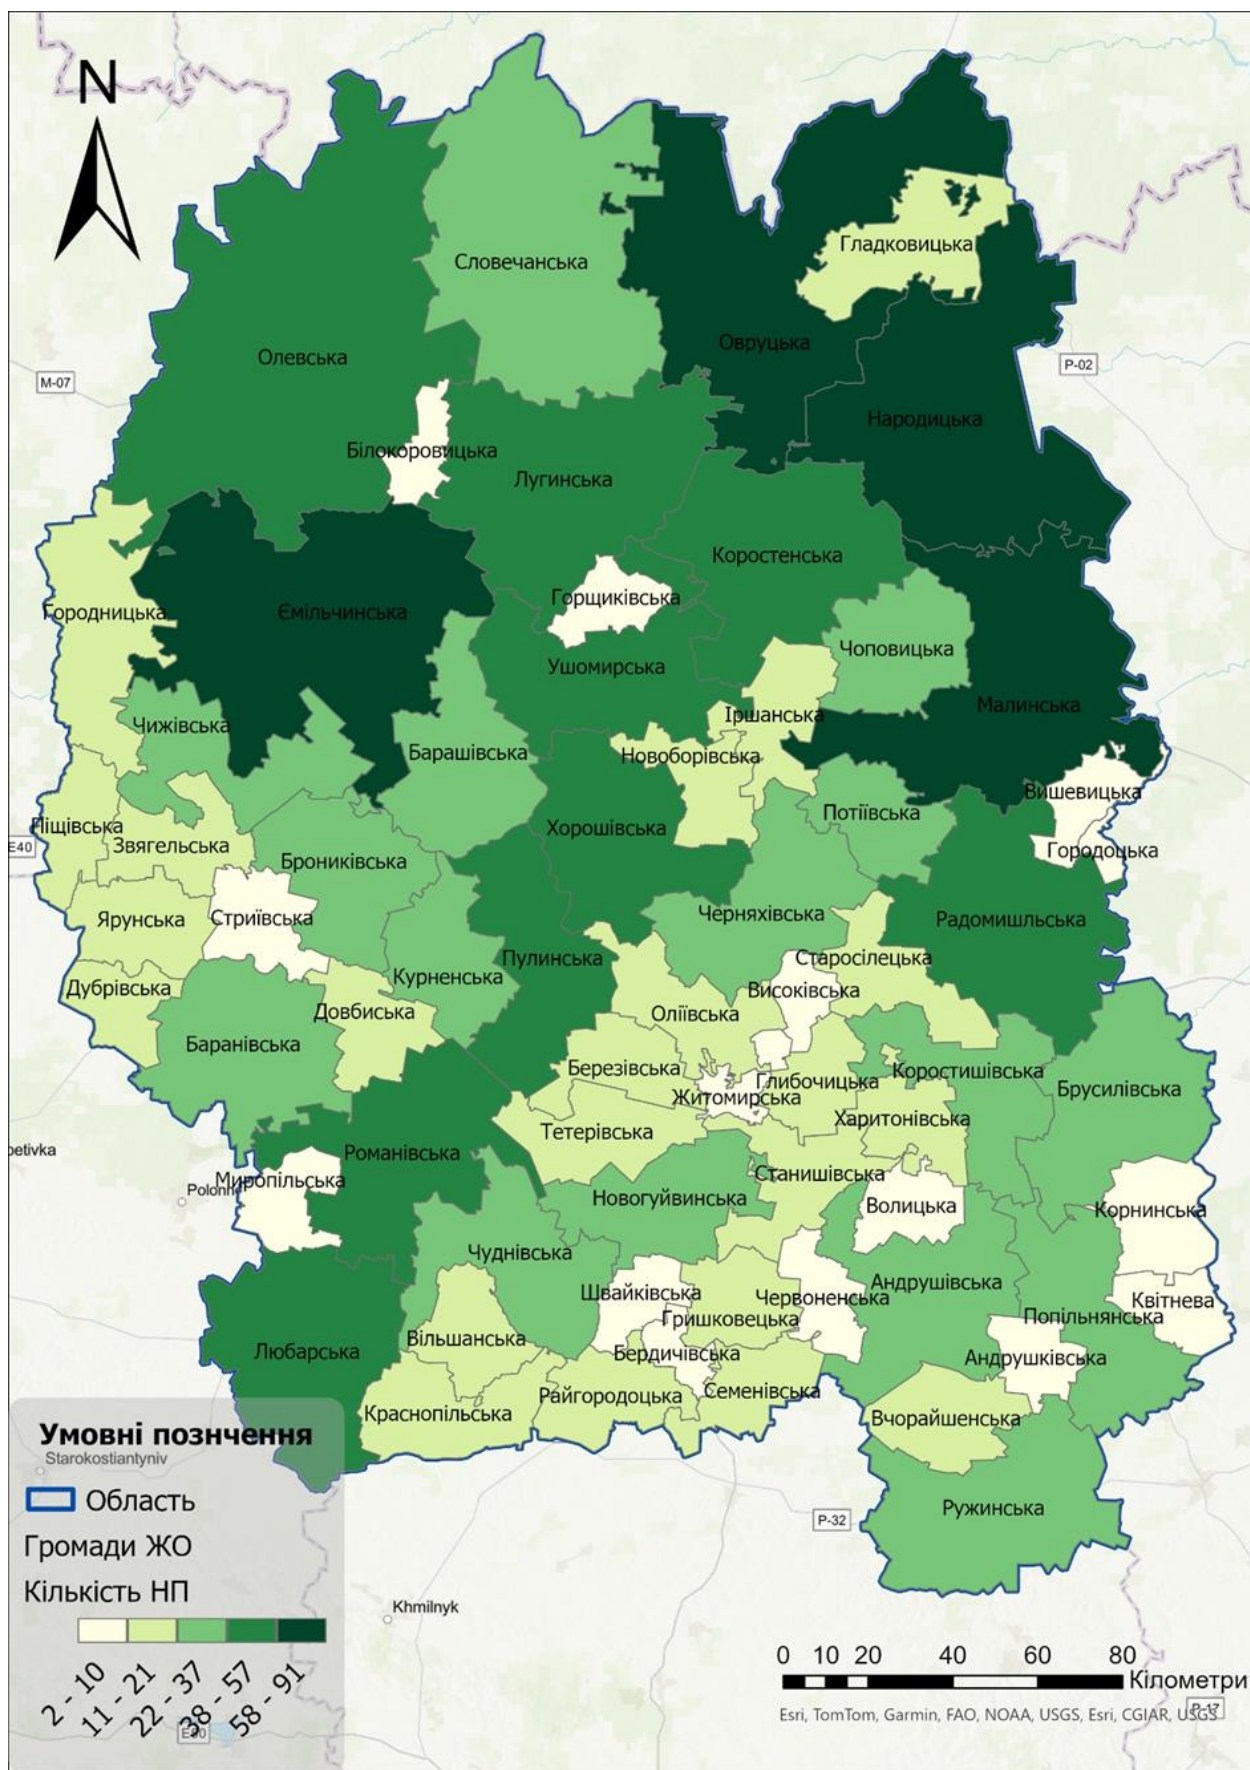 N
Гладковицька
Словечанська
Овруцька
Олевська
P-02
M-07
Народицька
Білокоровицька
Лугинська
Коростенська
Горщиківська
Городницька
Ємільчинська
Чоповицька
Ушомирська
Малинська
Іршанська
Чижівська
Барашівська
Новоборівська
Вишевицька
Потіївська
Піщівська
Хорошівська
Звягельська
E40
Городоцька
Брониківська
Ярунська
Стриївська
Черняхівська
Радомишльська
Пулинська
Старосілецька
Курненська
Дубрівська
Високівська
Довбиська
Оліївська
Баранівська
Березівська
Коростишівська
Глибочицька
Брусилівська
Житомирська
Харитонівська
Тетерівська
petivka
Романівська
Станишівська
Миропільська
Polonne
Новогуйвинська
Волицька
Корнинська
Чуднівська
Андрушівська
Швайківська
Червоненська
Квітнева
Гришковецька
Попільнянська
Вільшанська
Любарська
Бердичівська
Андрушківська
Райгородоцька
Семенівська
Краснопільська
Вчорайшенська
Умовні познчення
Starokostiantyniv
Область
Ружинська
P-32
Громади ЖО
Кількість НП
Khmilnyk
2 - 10
11 - 21
22 - 37
38 - 57
58 - 91
E50
0 10 20 40 60 80
Кілометри
Esri, TomTom, Garmin, FAO, NOAA, USGS, Esri, CGIAR, USGS
P-17